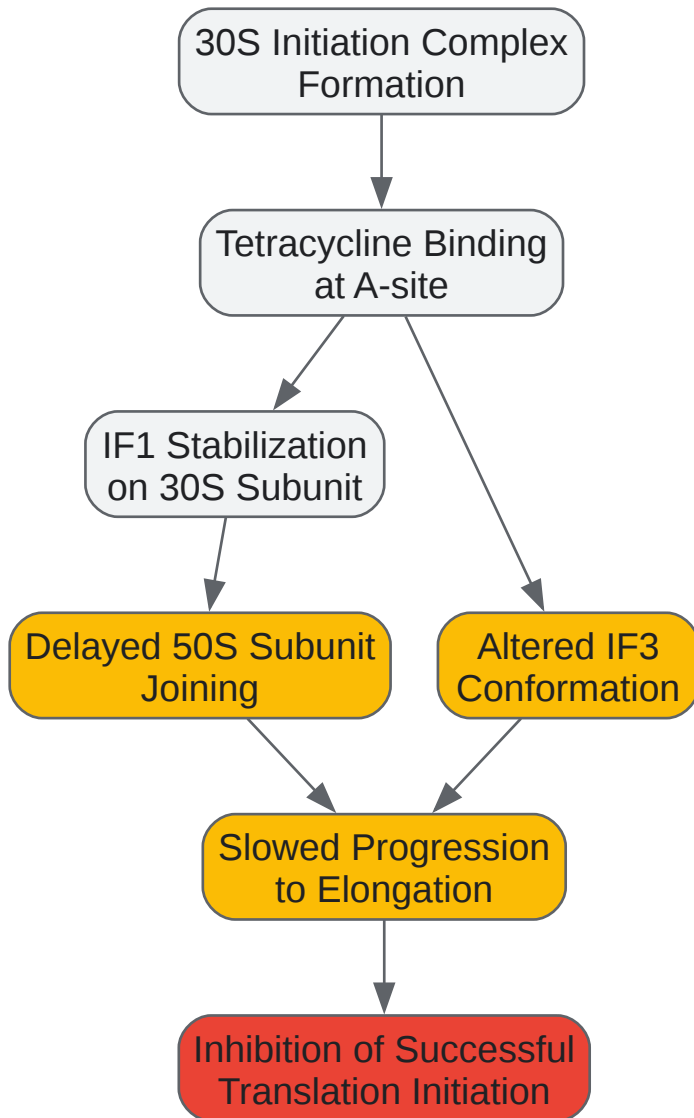 30S Initiation Complex
Formation
Tetracycline Binding
at A-site
IF1 Stabilization
on 30S Subunit
Delayed 50S Subunit
Joining
Altered IF3
Conformation
Slowed Progression
to Elongation
Inhibition of Successful
Translation Initiation